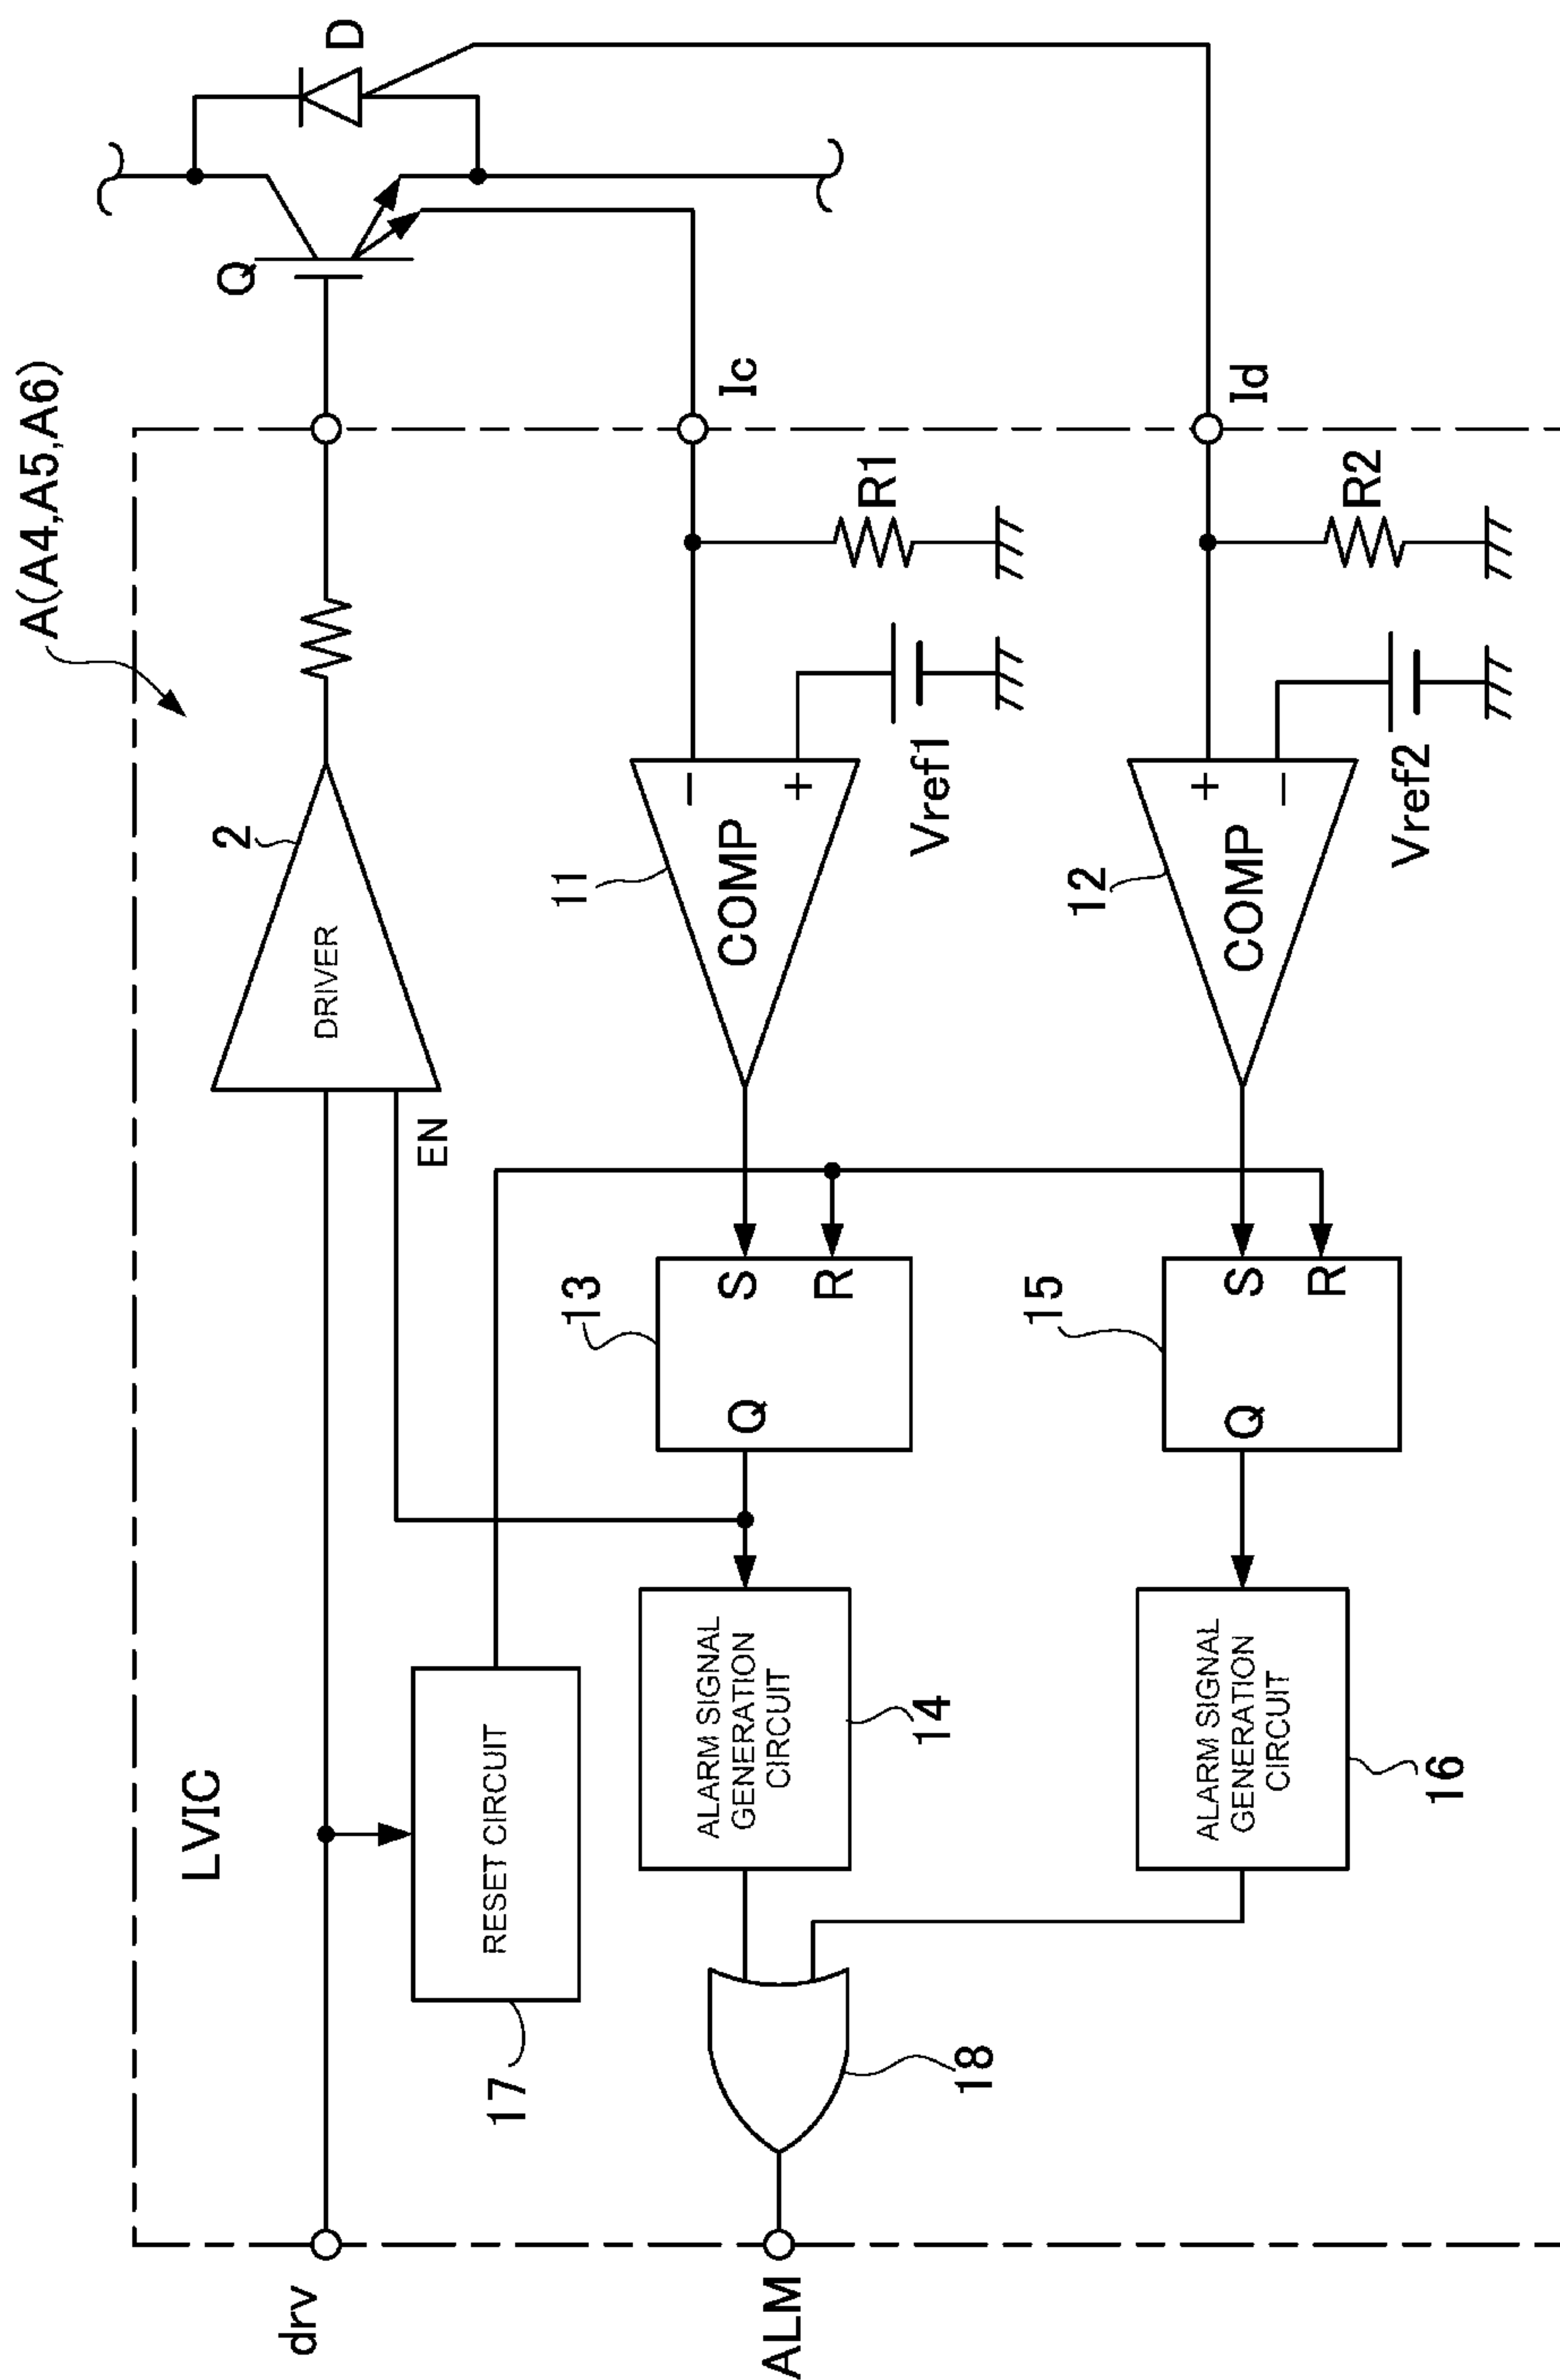 A(A4,A5,A6)
LVIC
drv
2
DRIVER
EN
Q
D
17
RESET CIRCUIT
Ic
R1
11
COMP
−
+
Vref1
13
S
R
Q
14
ALARM SIGNAL
GENERATION
CIRCUIT
18
ALM
Id
R2
12
COMP
+
−
Vref2
15
S
R
Q
16
ALARM SIGNAL
GENERATION
CIRCUIT